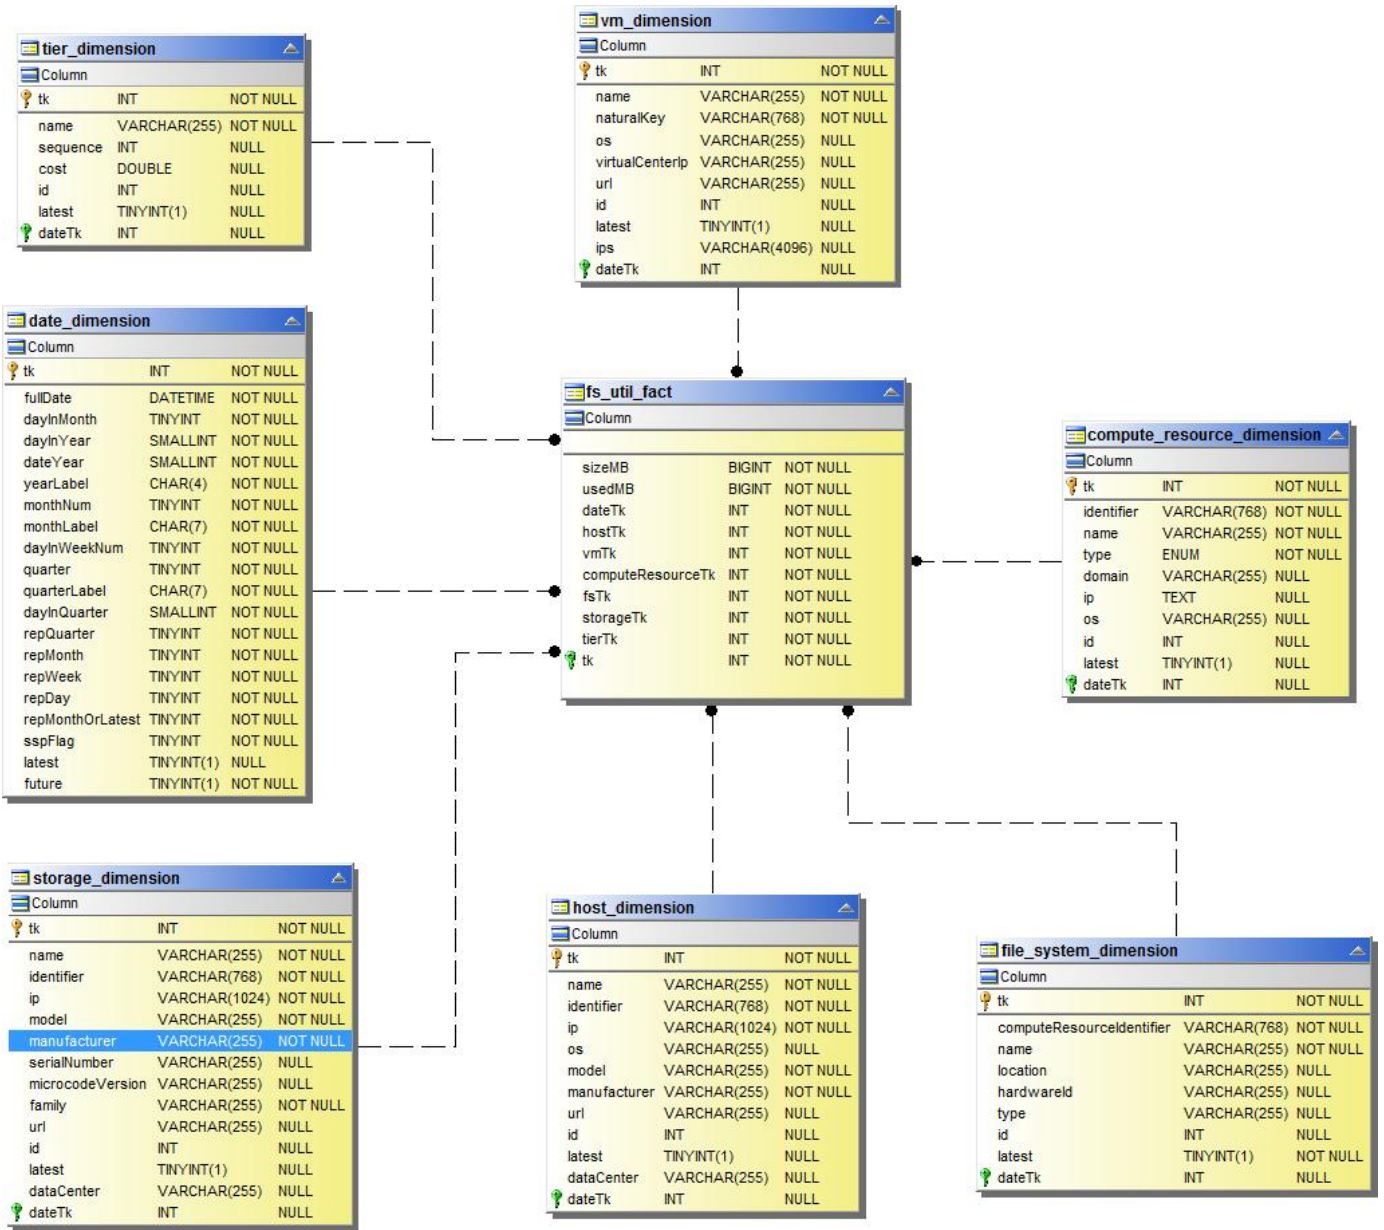 tier_dimension
Column
tk INT NOT NULL
name VARCHAR(255) NOT NULL
sequence INT NULL
cost DOUBLE NULL
id INT NULL
latest TINYINT(1) NULL
dateTk INT NULL
vm_dimension
Column
tk INT NOT NULL
name VARCHAR(255) NOT NULL
naturalKey VARCHAR(768) NOT NULL
os VARCHAR(255) NULL
virtualCenterIp VARCHAR(255) NULL
url VARCHAR(255) NULL
id INT NULL
latest TINYINT(1) NULL
ips VARCHAR(4096) NULL
dateTk INT NULL
date_dimension
Column
tk INT NOT NULL
fullDate DATETIME NOT NULL
dayInMonth TINYINT NOT NULL
dayInYear SMALLINT NOT NULL
dateYear SMALLINT NOT NULL
yearLabel CHAR(4) NOT NULL
monthNum TINYINT NOT NULL
monthLabel CHAR(7) NOT NULL
dayInWeekNum TINYINT NOT NULL
quarter TINYINT NOT NULL
quarterLabel CHAR(7) NOT NULL
dayInQuarter SMALLINT NOT NULL
repQuarter TINYINT NOT NULL
repMonth TINYINT NOT NULL
repWeek TINYINT NOT NULL
repDay TINYINT NOT NULL
repMonthOrLatest TINYINT NOT NULL
sspFlag TINYINT NOT NULL
latest TINYINT(1) NULL
future TINYINT(1) NOT NULL
fs_util_fact
Column
sizeMB BIGINT NOT NULL
usedMB BIGINT NOT NULL
dateTk INT NOT NULL
hostTk INT NOT NULL
vmTk INT NOT NULL
computeResourceTk INT NOT NULL
fsTk INT NOT NULL
storageTk INT NOT NULL
tierTk INT NOT NULL
tk INT NOT NULL
compute_resource_dimension
Column
tk INT NOT NULL
identifier VARCHAR(768) NOT NULL
name VARCHAR(255) NOT NULL
type ENUM NOT NULL
domain VARCHAR(255) NULL
ip TEXT NULL
os VARCHAR(255) NULL
id INT NULL
latest TINYINT(1) NULL
dateTk INT NULL
storage_dimension
Column
tk INT NOT NULL
name VARCHAR(255) NOT NULL
identifier VARCHAR(768) NOT NULL
ip VARCHAR(1024) NOT NULL
model VARCHAR(255) NOT NULL
manufacturer VARCHAR(255) NOT NULL
serialNumber VARCHAR(255) NULL
microcodeVersion VARCHAR(255) NULL
family VARCHAR(255) NOT NULL
url VARCHAR(255) NULL
id INT NULL
latest TINYINT(1) NULL
dataCenter VARCHAR(255) NULL
dateTk INT NULL
host_dimension
Column
tk INT NOT NULL
name VARCHAR(255) NOT NULL
identifier VARCHAR(768) NOT NULL
ip VARCHAR(1024) NOT NULL
os VARCHAR(255) NULL
model VARCHAR(255) NOT NULL
manufacturer VARCHAR(255) NOT NULL
url VARCHAR(255) NULL
id INT NULL
latest TINYINT(1) NULL
dataCenter VARCHAR(255) NULL
dateTk INT NULL
file_system_dimension
Column
tk INT NOT NULL
computeResourceIdentifier VARCHAR(768) NOT NULL
name VARCHAR(255) NOT NULL
location VARCHAR(255) NULL
hardwareId VARCHAR(255) NULL
type VARCHAR(255) NULL
id INT NULL
latest TINYINT(1) NOT NULL
dateTk INT NULL